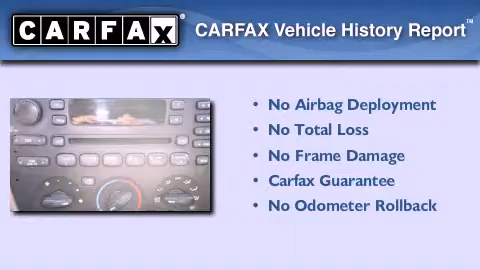 CARFAX®
CARFAX Vehicle History Report™
• No Airbag Deployment
• No Total Loss
• No Frame Damage
• Carfax Guarantee
• No Odometer Rollback